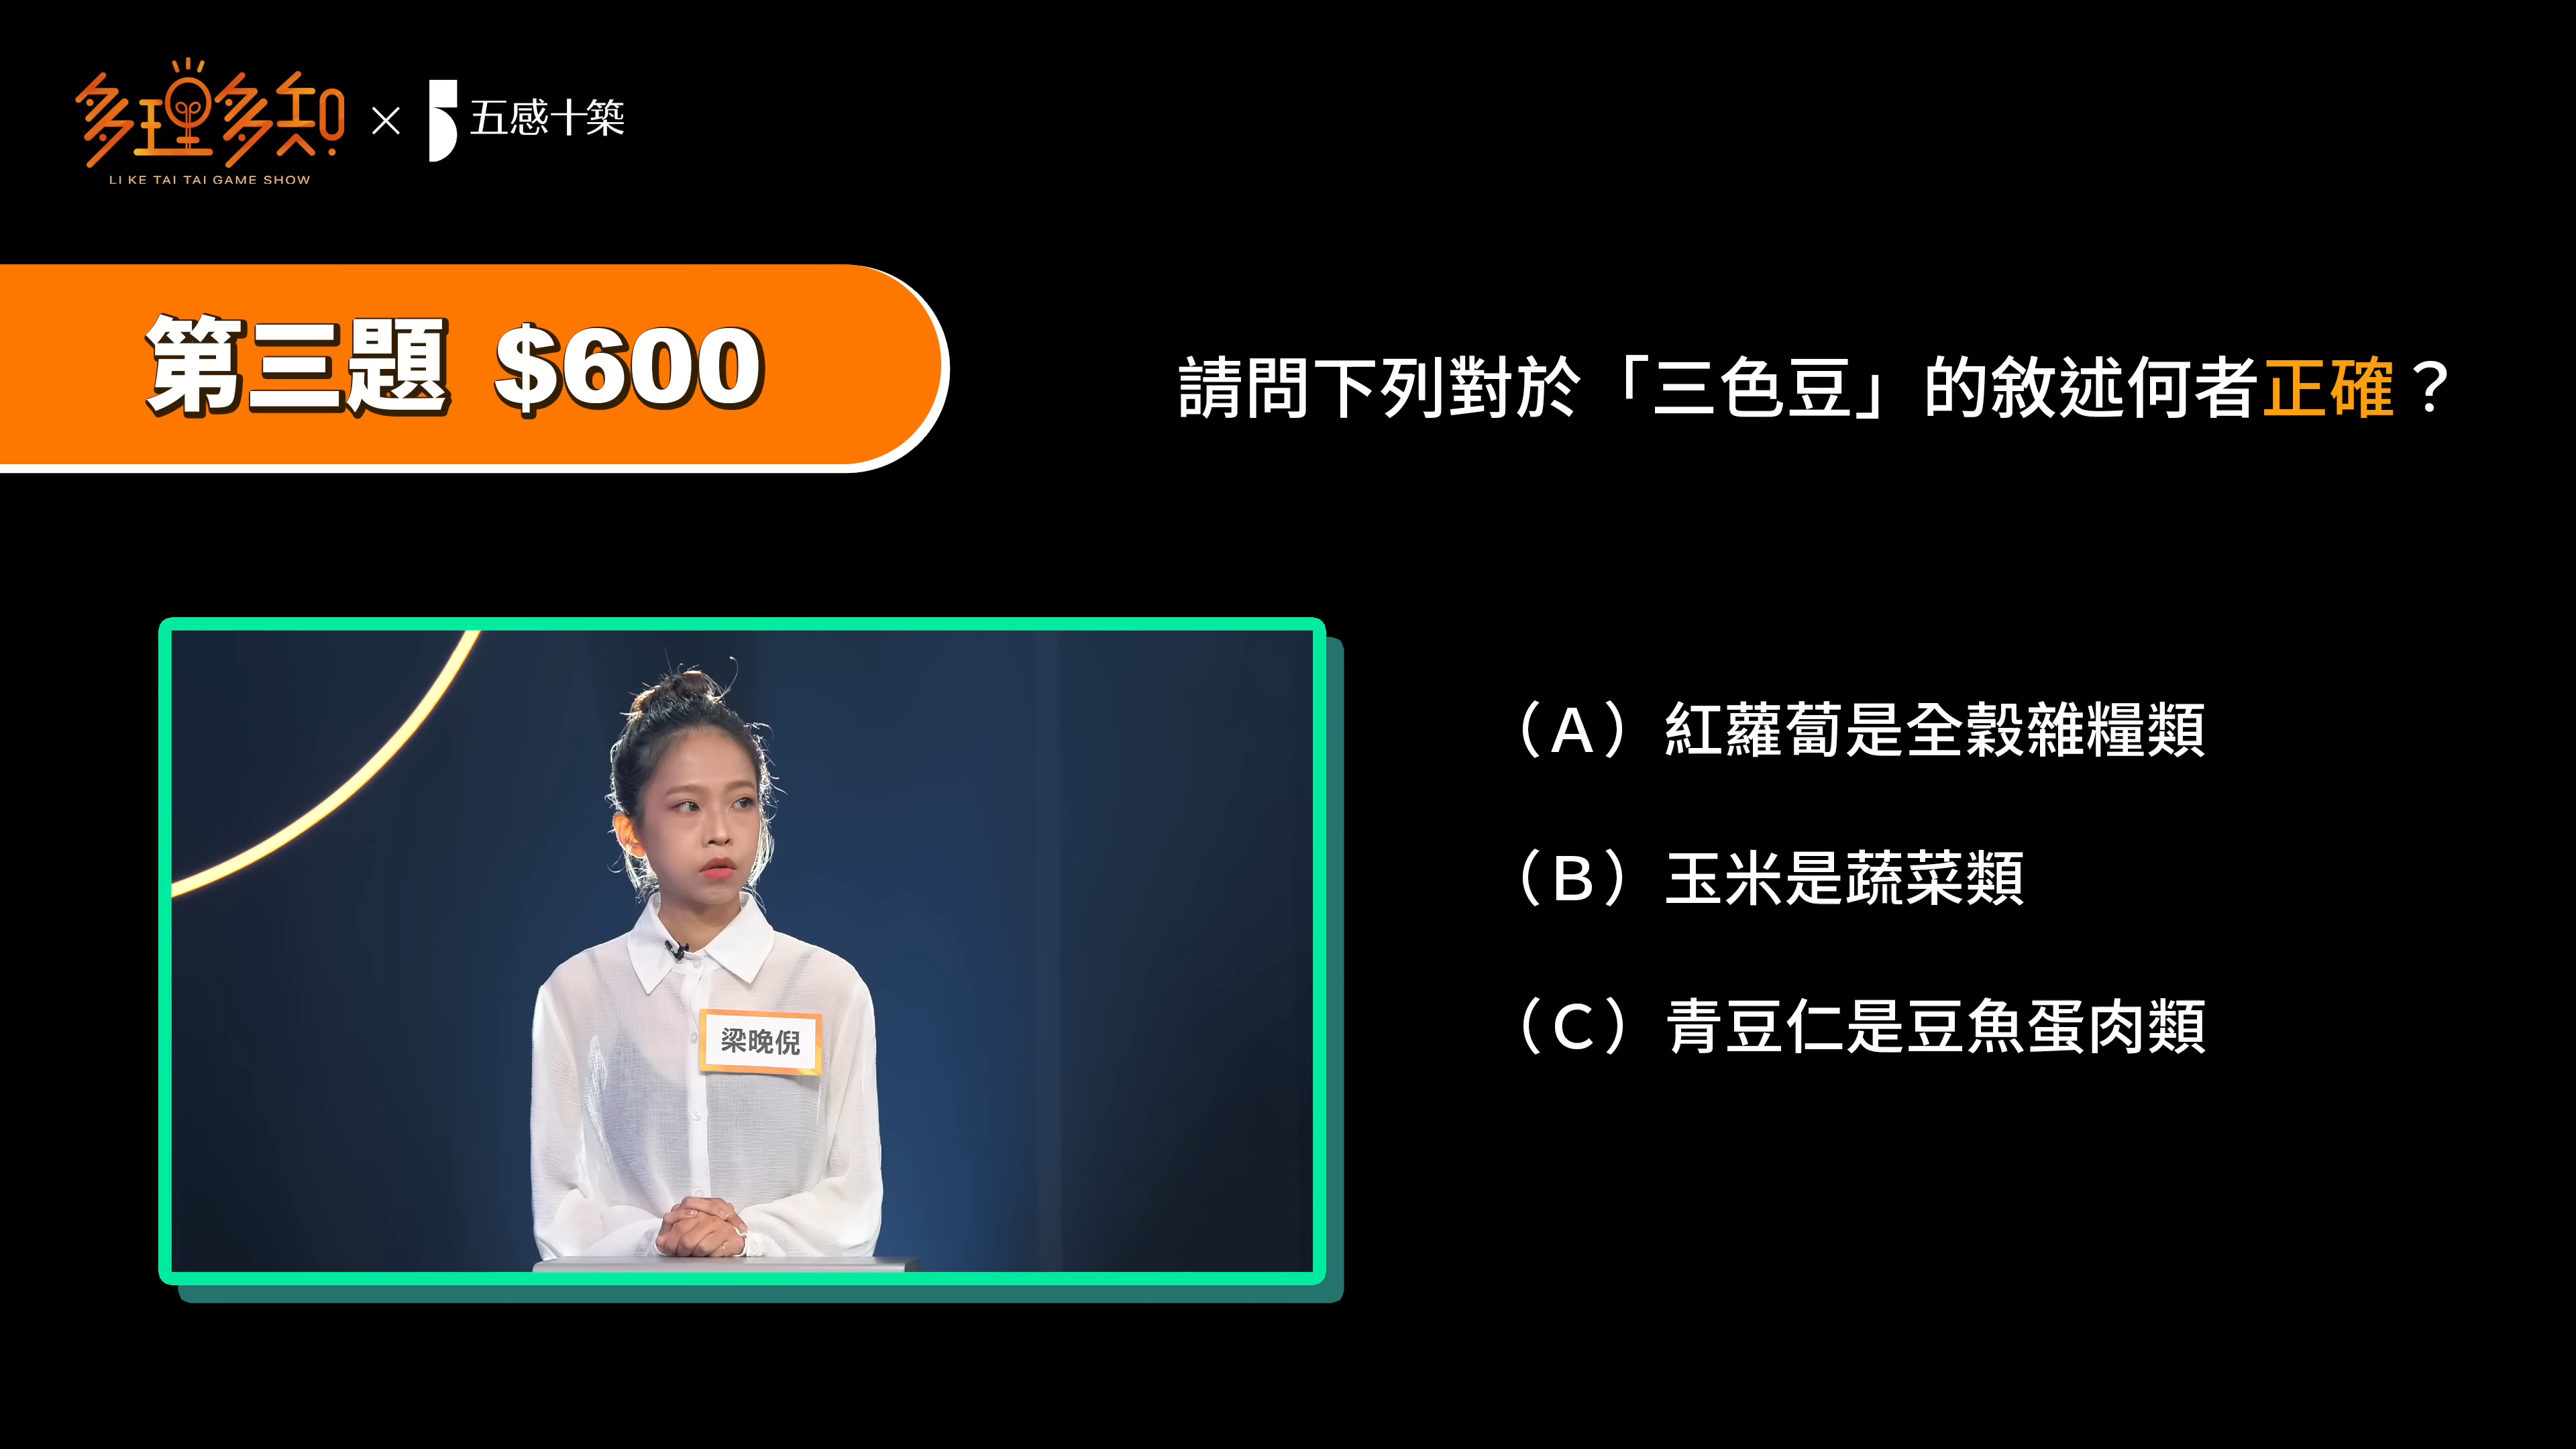 多理多知
LI KE TAI TAI GAME SHOW
×
五感十築
第三題 $600
請問下列對於「三色豆」的敘述何者正確？
梁晚倪
（A）紅蘿蔔是全穀雜糧類
（B）玉米是蔬菜類
（C）青豆仁是豆魚蛋肉類